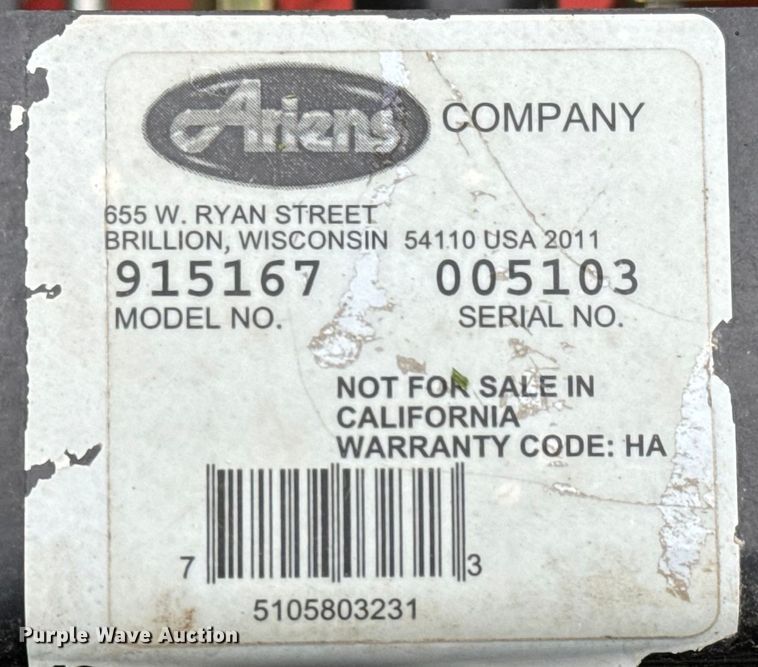 Ariens COMPANY
655 W. RYAN STREET
BRILLION, WISCONSIN 54110 USA 2011
915167 005103
MODEL NO. SERIAL NO.
NOT FOR SALE IN
CALIFORNIA
WARRANTY CODE: HA
7 3
5105803231
Purple Wave Auction